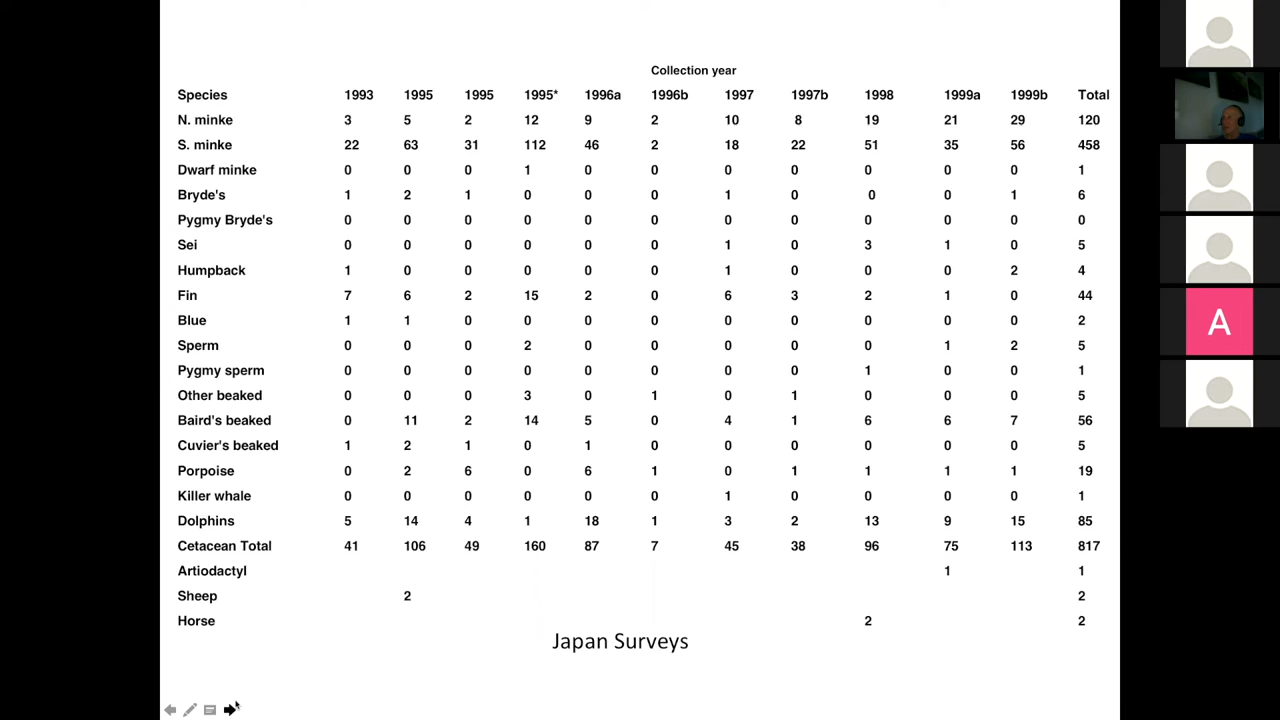 Collection year
Species 1993 1995 1995 1995* 1996a 1996b 1997 1997b 1998 1999a 1999b Total
N. minke 3 5 2 12 9 2 10 8 19 21 29 120
S. minke 22 63 31 112 46 2 18 22 51 35 56 458
Dwarf minke 0 0 0 1 0 0 0 0 0 0 0 1
Bryde's 1 2 1 0 0 0 1 0 0 0 1 6
Pygmy Bryde's 0 0 0 0 0 0 0 0 0 0 0 0
Sei 0 0 0 0 0 0 1 0 3 1 0 5
Humpback 1 0 0 0 0 0 1 0 0 0 2 4
Fin 7 6 2 15 2 0 6 3 2 1 0 44
Blue 1 1 0 0 0 0 0 0 0 0 0 2
Sperm 0 0 0 2 0 0 0 0 0 1 2 5
Pygmy sperm 0 0 0 0 0 0 0 0 1 0 0 1
Other beaked 0 0 0 3 0 1 0 1 0 0 0 5
Baird's beaked 0 11 2 14 5 0 4 1 6 6 7 56
Cuvier's beaked 1 2 1 0 1 0 0 0 0 0 0 5
Porpoise 0 2 6 0 6 1 0 1 1 1 1 19
Killer whale 0 0 0 0 0 0 1 0 0 0 0 1
Dolphins 5 14 4 1 18 1 3 2 13 9 15 85
Cetacean Total 41 106 49 160 87 7 45 38 96 75 113 817
Artiodactyl 1 1
Sheep 2 2
Horse 2 2
Japan Surveys
A